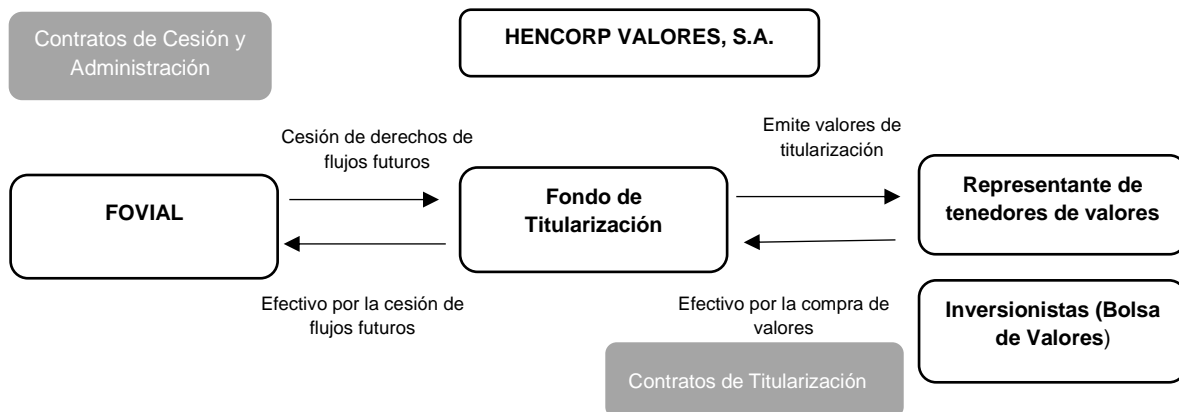 Contratos de Cesión y
Administración
HENCORP VALORES, S.A.
Cesión de derechos de
flujos futuros
Emite valores de
titularización
FOVIAL
Fondo de
Titularización
Representante de
tenedores de valores
Efectivo por la cesión de
flujos futuros
Efectivo por la compra de
valores
Inversionistas (Bolsa
de Valores)
Contratos de Titularización